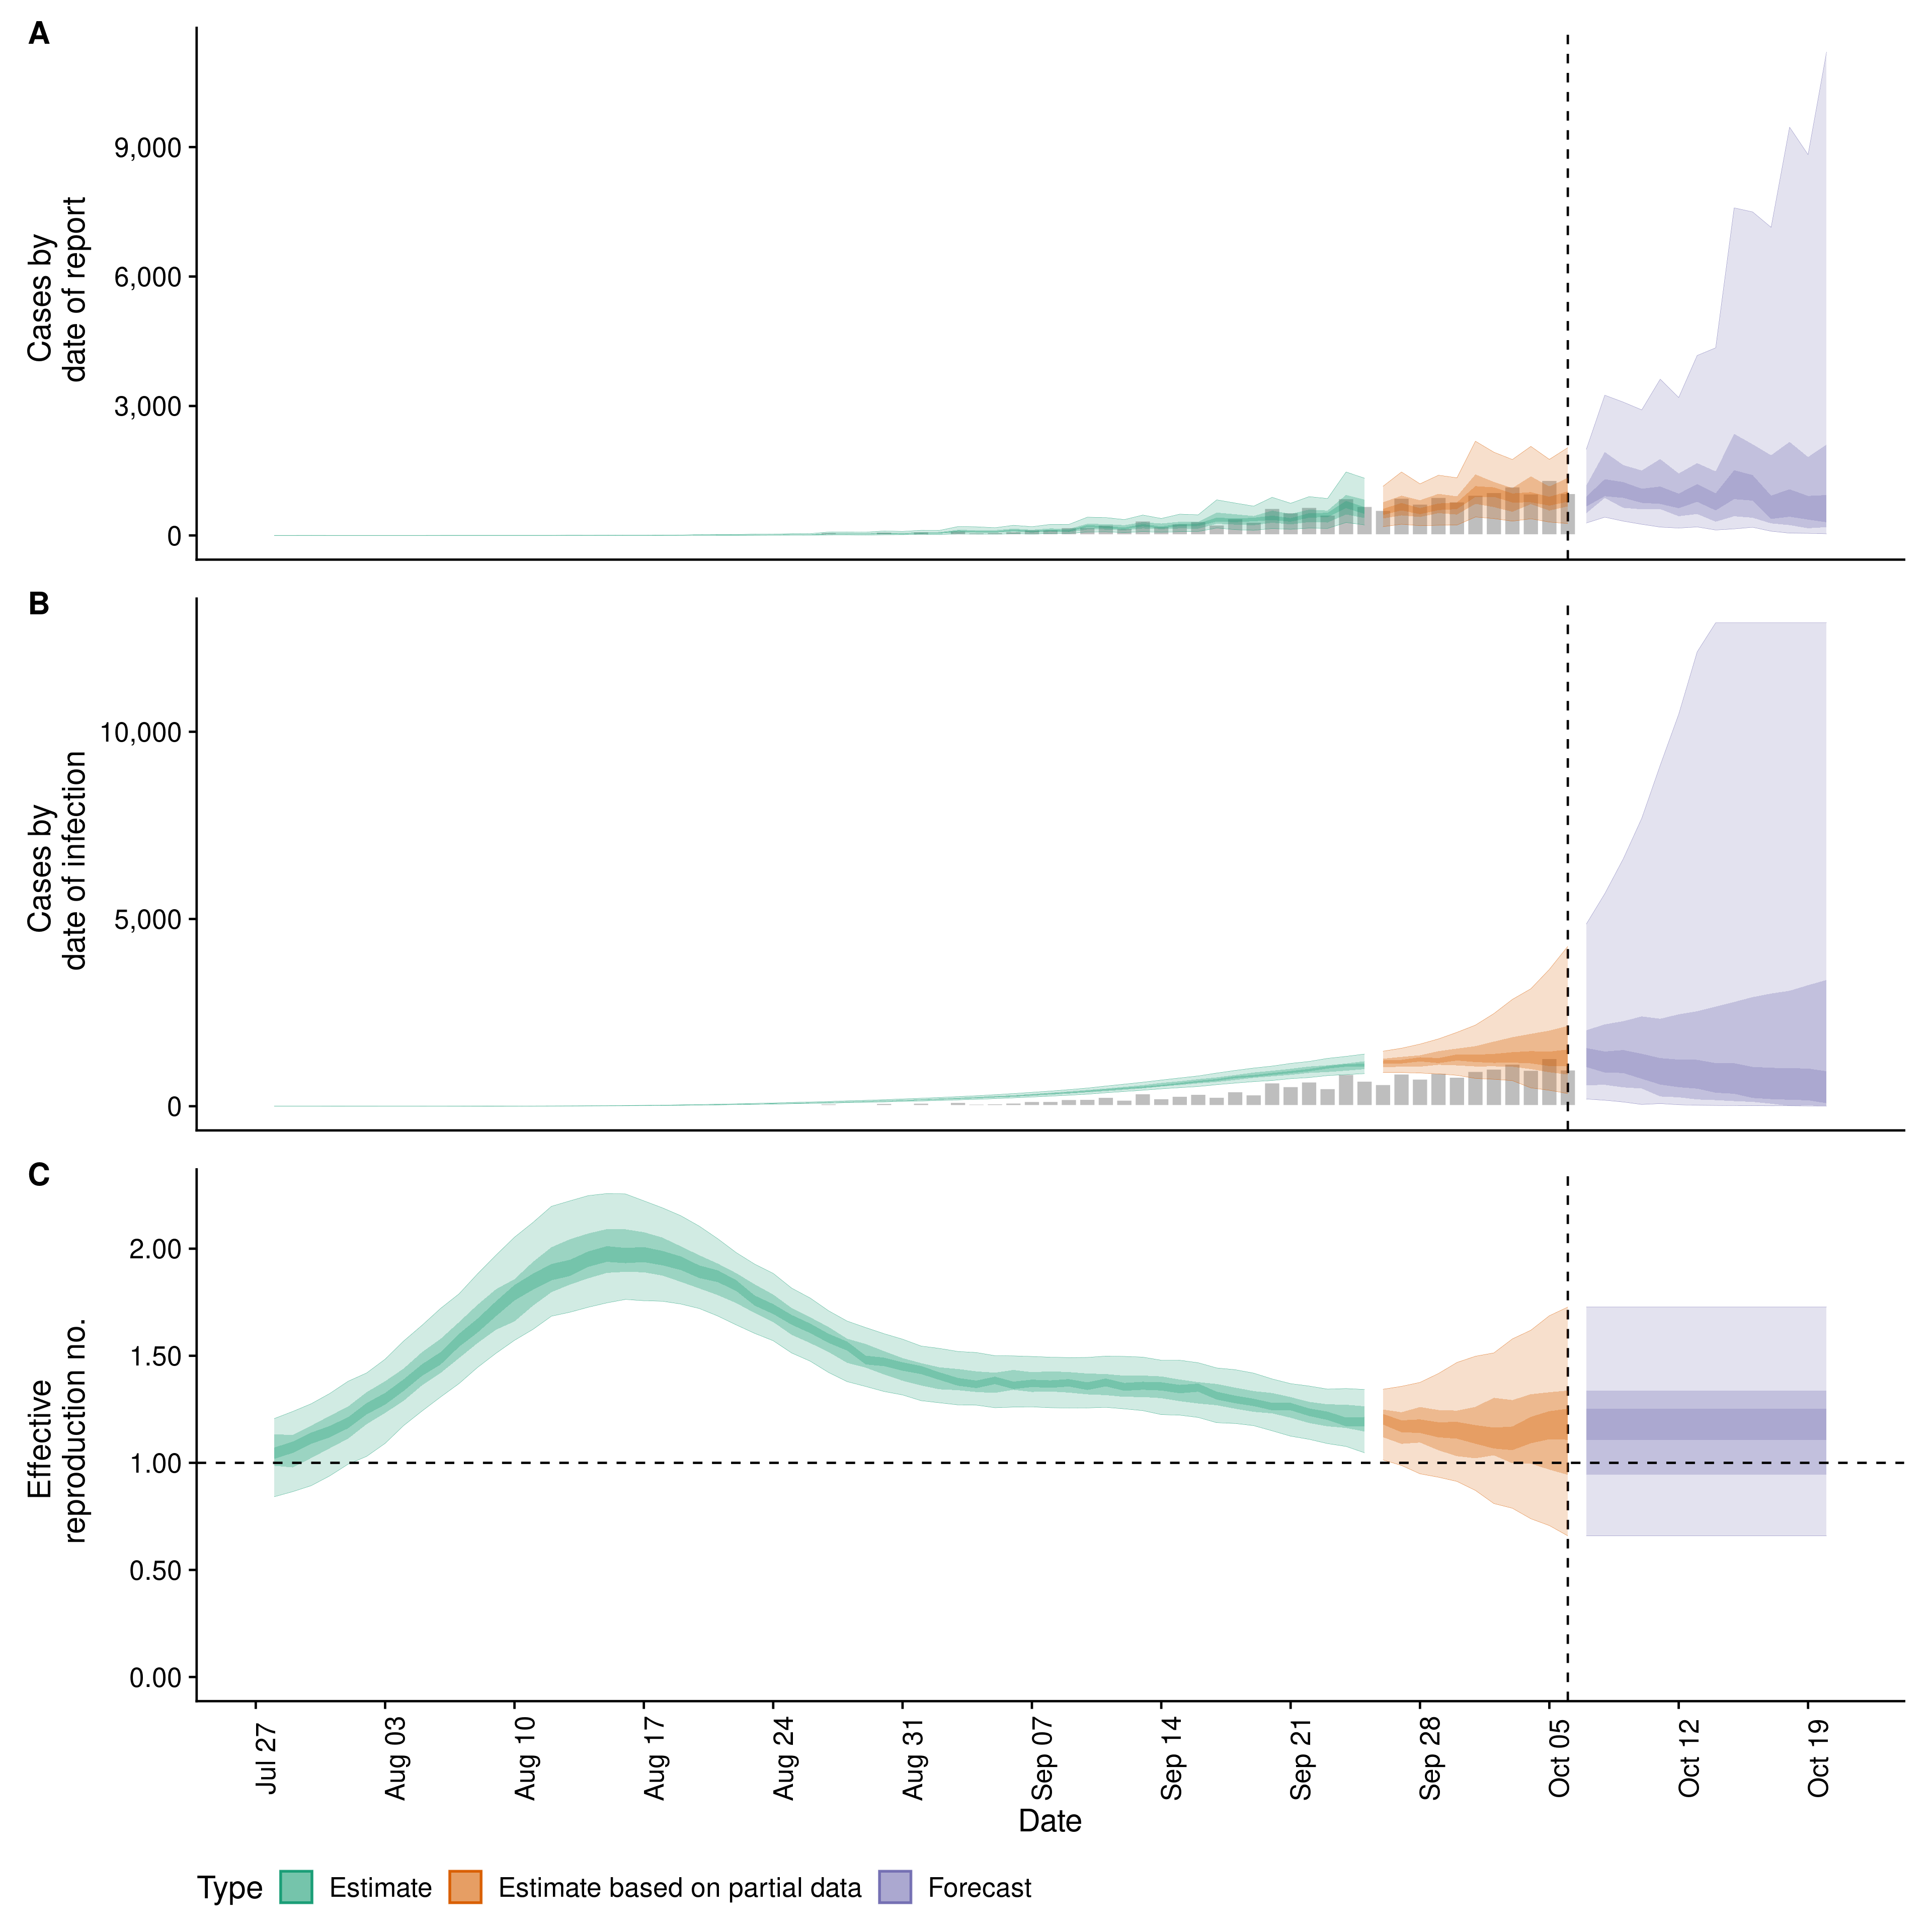 A
Cases by
date of report
9,000
6,000
3,000
0
B
Cases by
date of infection
10,000
5,000
0
C
Effective
reproduction no.
2.00
1.50
1.00
0.50
0.00
Jul 27
Aug 03
Aug 10
Aug 17
Aug 24
Aug 31
Sep 07
Sep 14
Sep 21
Sep 28
Oct 05
Oct 12
Oct 19
Date
Type Estimate Estimate based on partial data Forecast